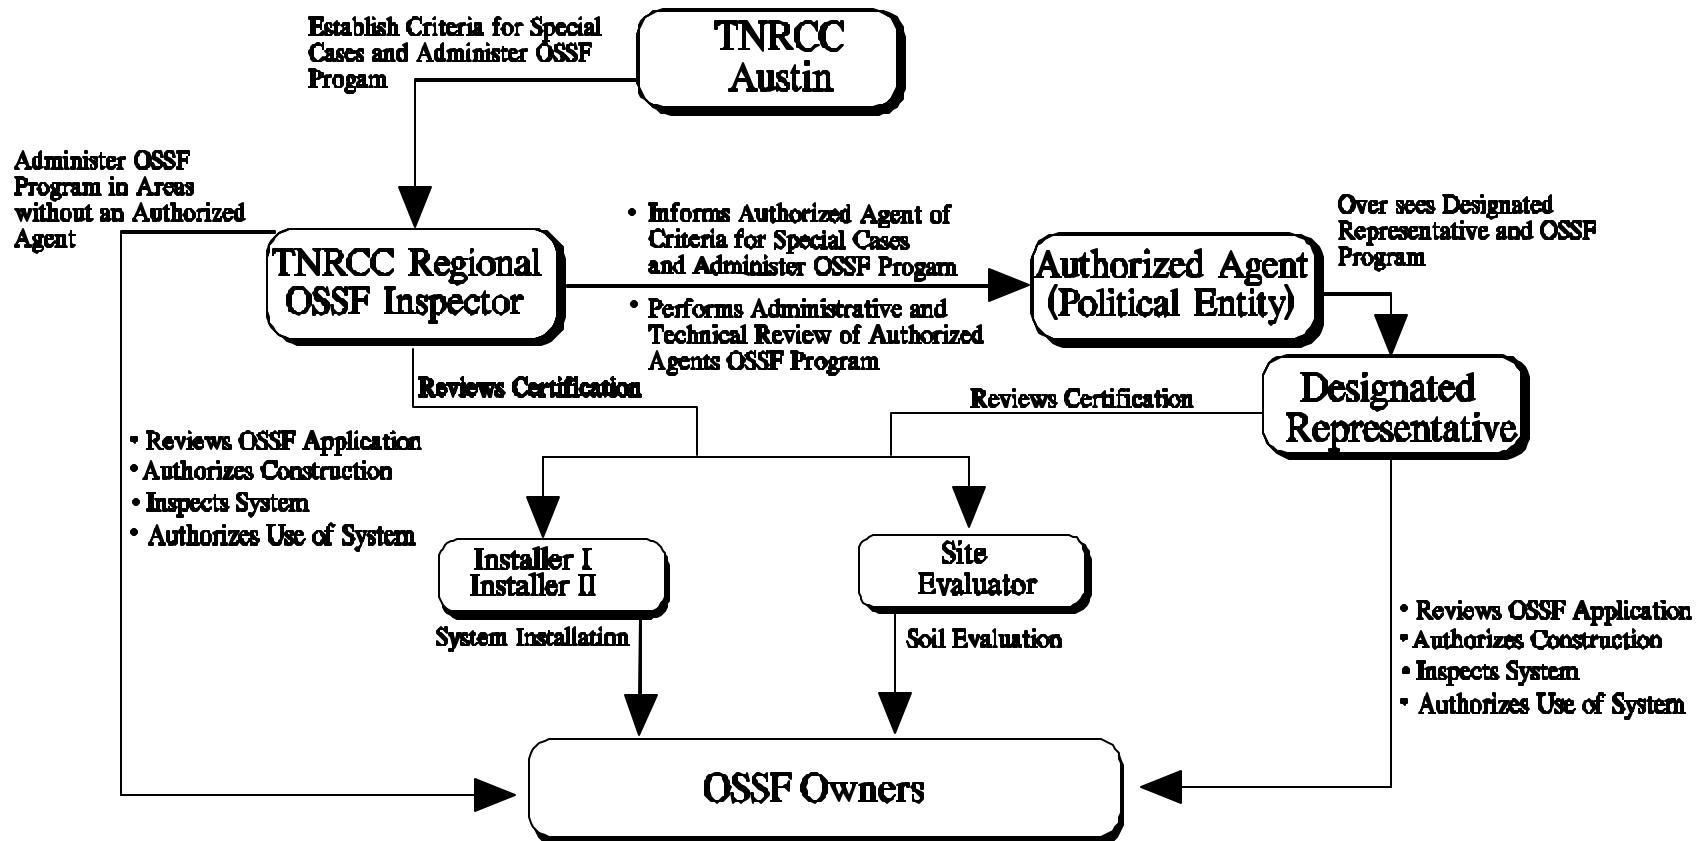 Establish Criteria for Special
Cases and Administer OSSF
Progam
TNRCC
Austin
Administer OSSF
Program in Areas
without an Authorized
Agent
TNRCC Regional
OSSF Inspector
• Informs Authorized Agent of
Criteria for Special Cases
and Administer OSSF Progam
• Performs Administrative and
Technical Review of Authorized
Agents OSSF Program
Authorized Agent
(Political Entity)
Over sees Designated
Representative and OSSF
Program
Reviews Certification
Reviews Certification
Designated
Representative
• Reviews OSSF Application
• Authorizes Construction
• Inspects System
• Authorizes Use of System
Installer I
Installer II
Site
Evaluator
System Installation
Soil Evaluation
• Reviews OSSF Application
• Authorizes Construction
• Inspects System
• Authorizes Use of System
OSSF Owners